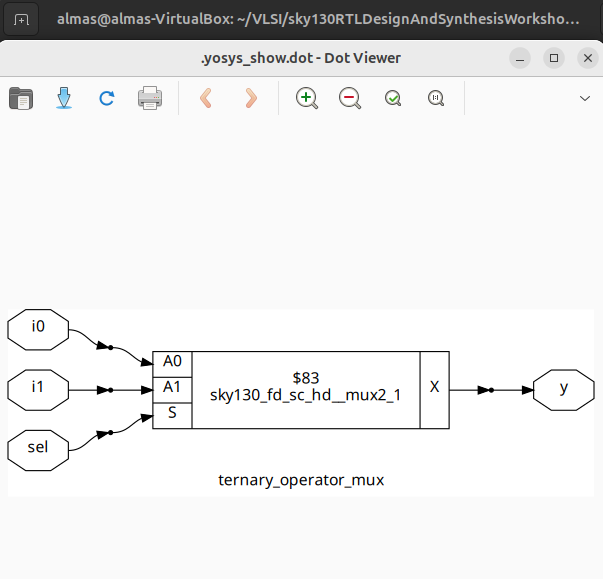 almas@almas-VirtualBox: ~/VLSI/sky130RTLDesignAndSynthesisWorksho...
.yosys_show.dot - Dot Viewer
i0
i1
sel
A0
A1
S
$83
sky130_fd_sc_hd__mux2_1
X
y
ternary_operator_mux